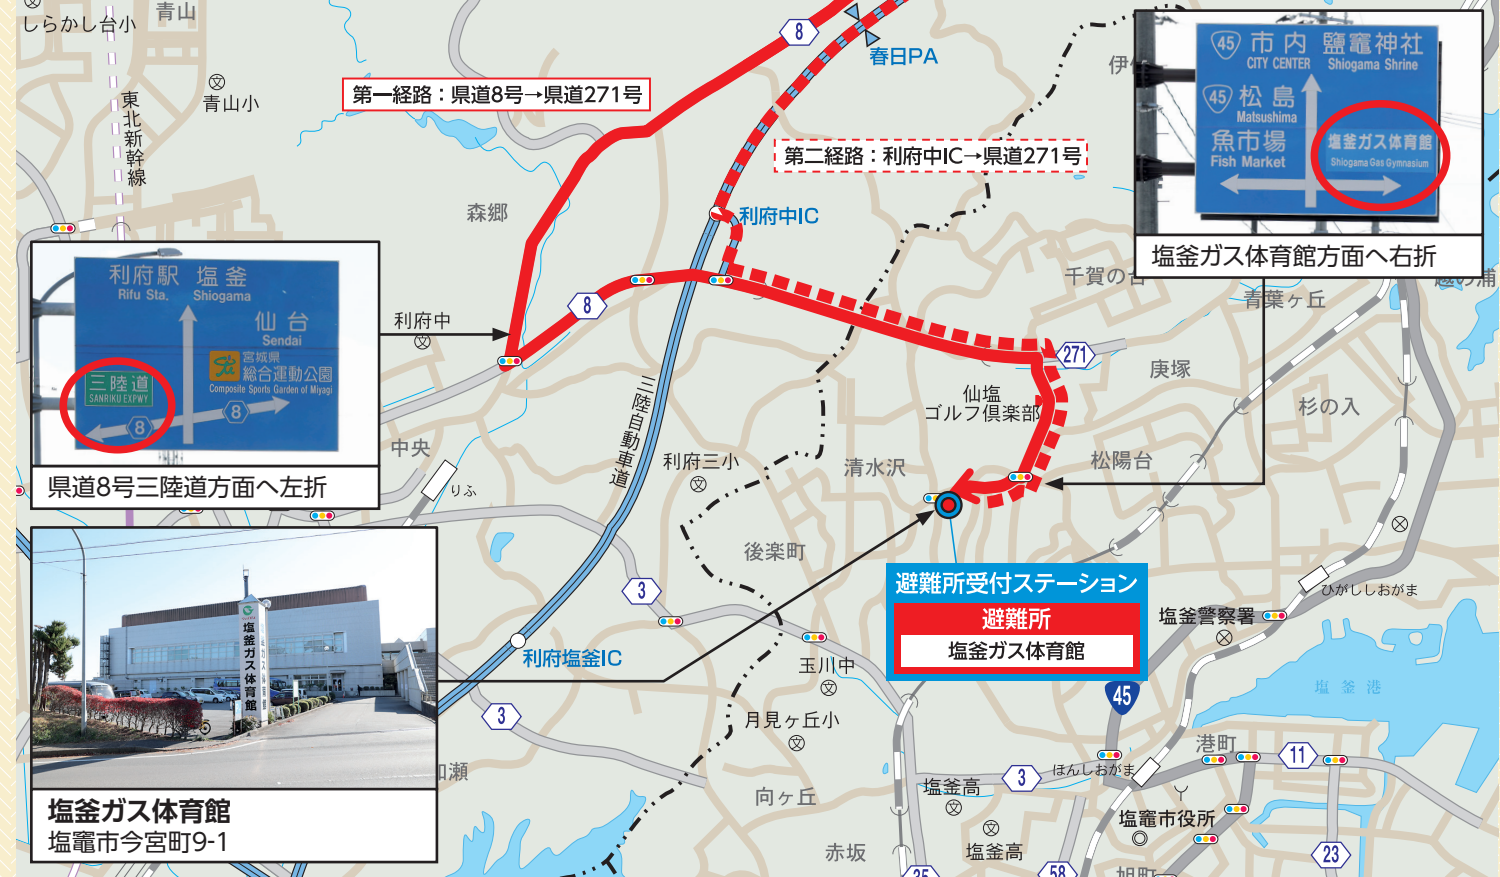 しらかし台小
青山
青山小
東北新幹線
8
春日PA
第一経路：県道8号→県道271号
第二経路：利府中IC→県道271号
45 市内 鹽竈神社
CITY CENTER Shiogama Shrine
45 松島
Matsushima
魚市場
Fish Market
塩釜ガス体育館
Shiogama Gas Gymnasium
塩釜ガス体育館方面へ右折
森郷
利府中IC
千賀の台
青葉ヶ丘
利府駅 塩釜
Rifu Sta. Shiogama
仙台
Sendai
宮城県
総合運動公園
Composite Sports Garden of Miyagi
三陸道
SANRIKU EXPWY
8
8
県道8号三陸道方面へ左折
利府中
8
271
庚塚
杉の入
仙塩
ゴルフ倶楽部
三陸自動車道
中央
りふ
利府三小
清水沢
松陽台
後楽町
3
避難所受付ステーション
避難所
塩釜ガス体育館
ひがししおがま
塩釜警察署
塩釜ガス体育館
利府塩釜IC
玉川中
45
塩釜港
3
月見ヶ丘小
港町
11
加瀬
向ヶ丘
塩釜高
3
ほんしおがま
塩釜ガス体育館
塩竈市今宮町9-1
塩竈市役所
塩釜高
赤坂
23
35
58
旭町